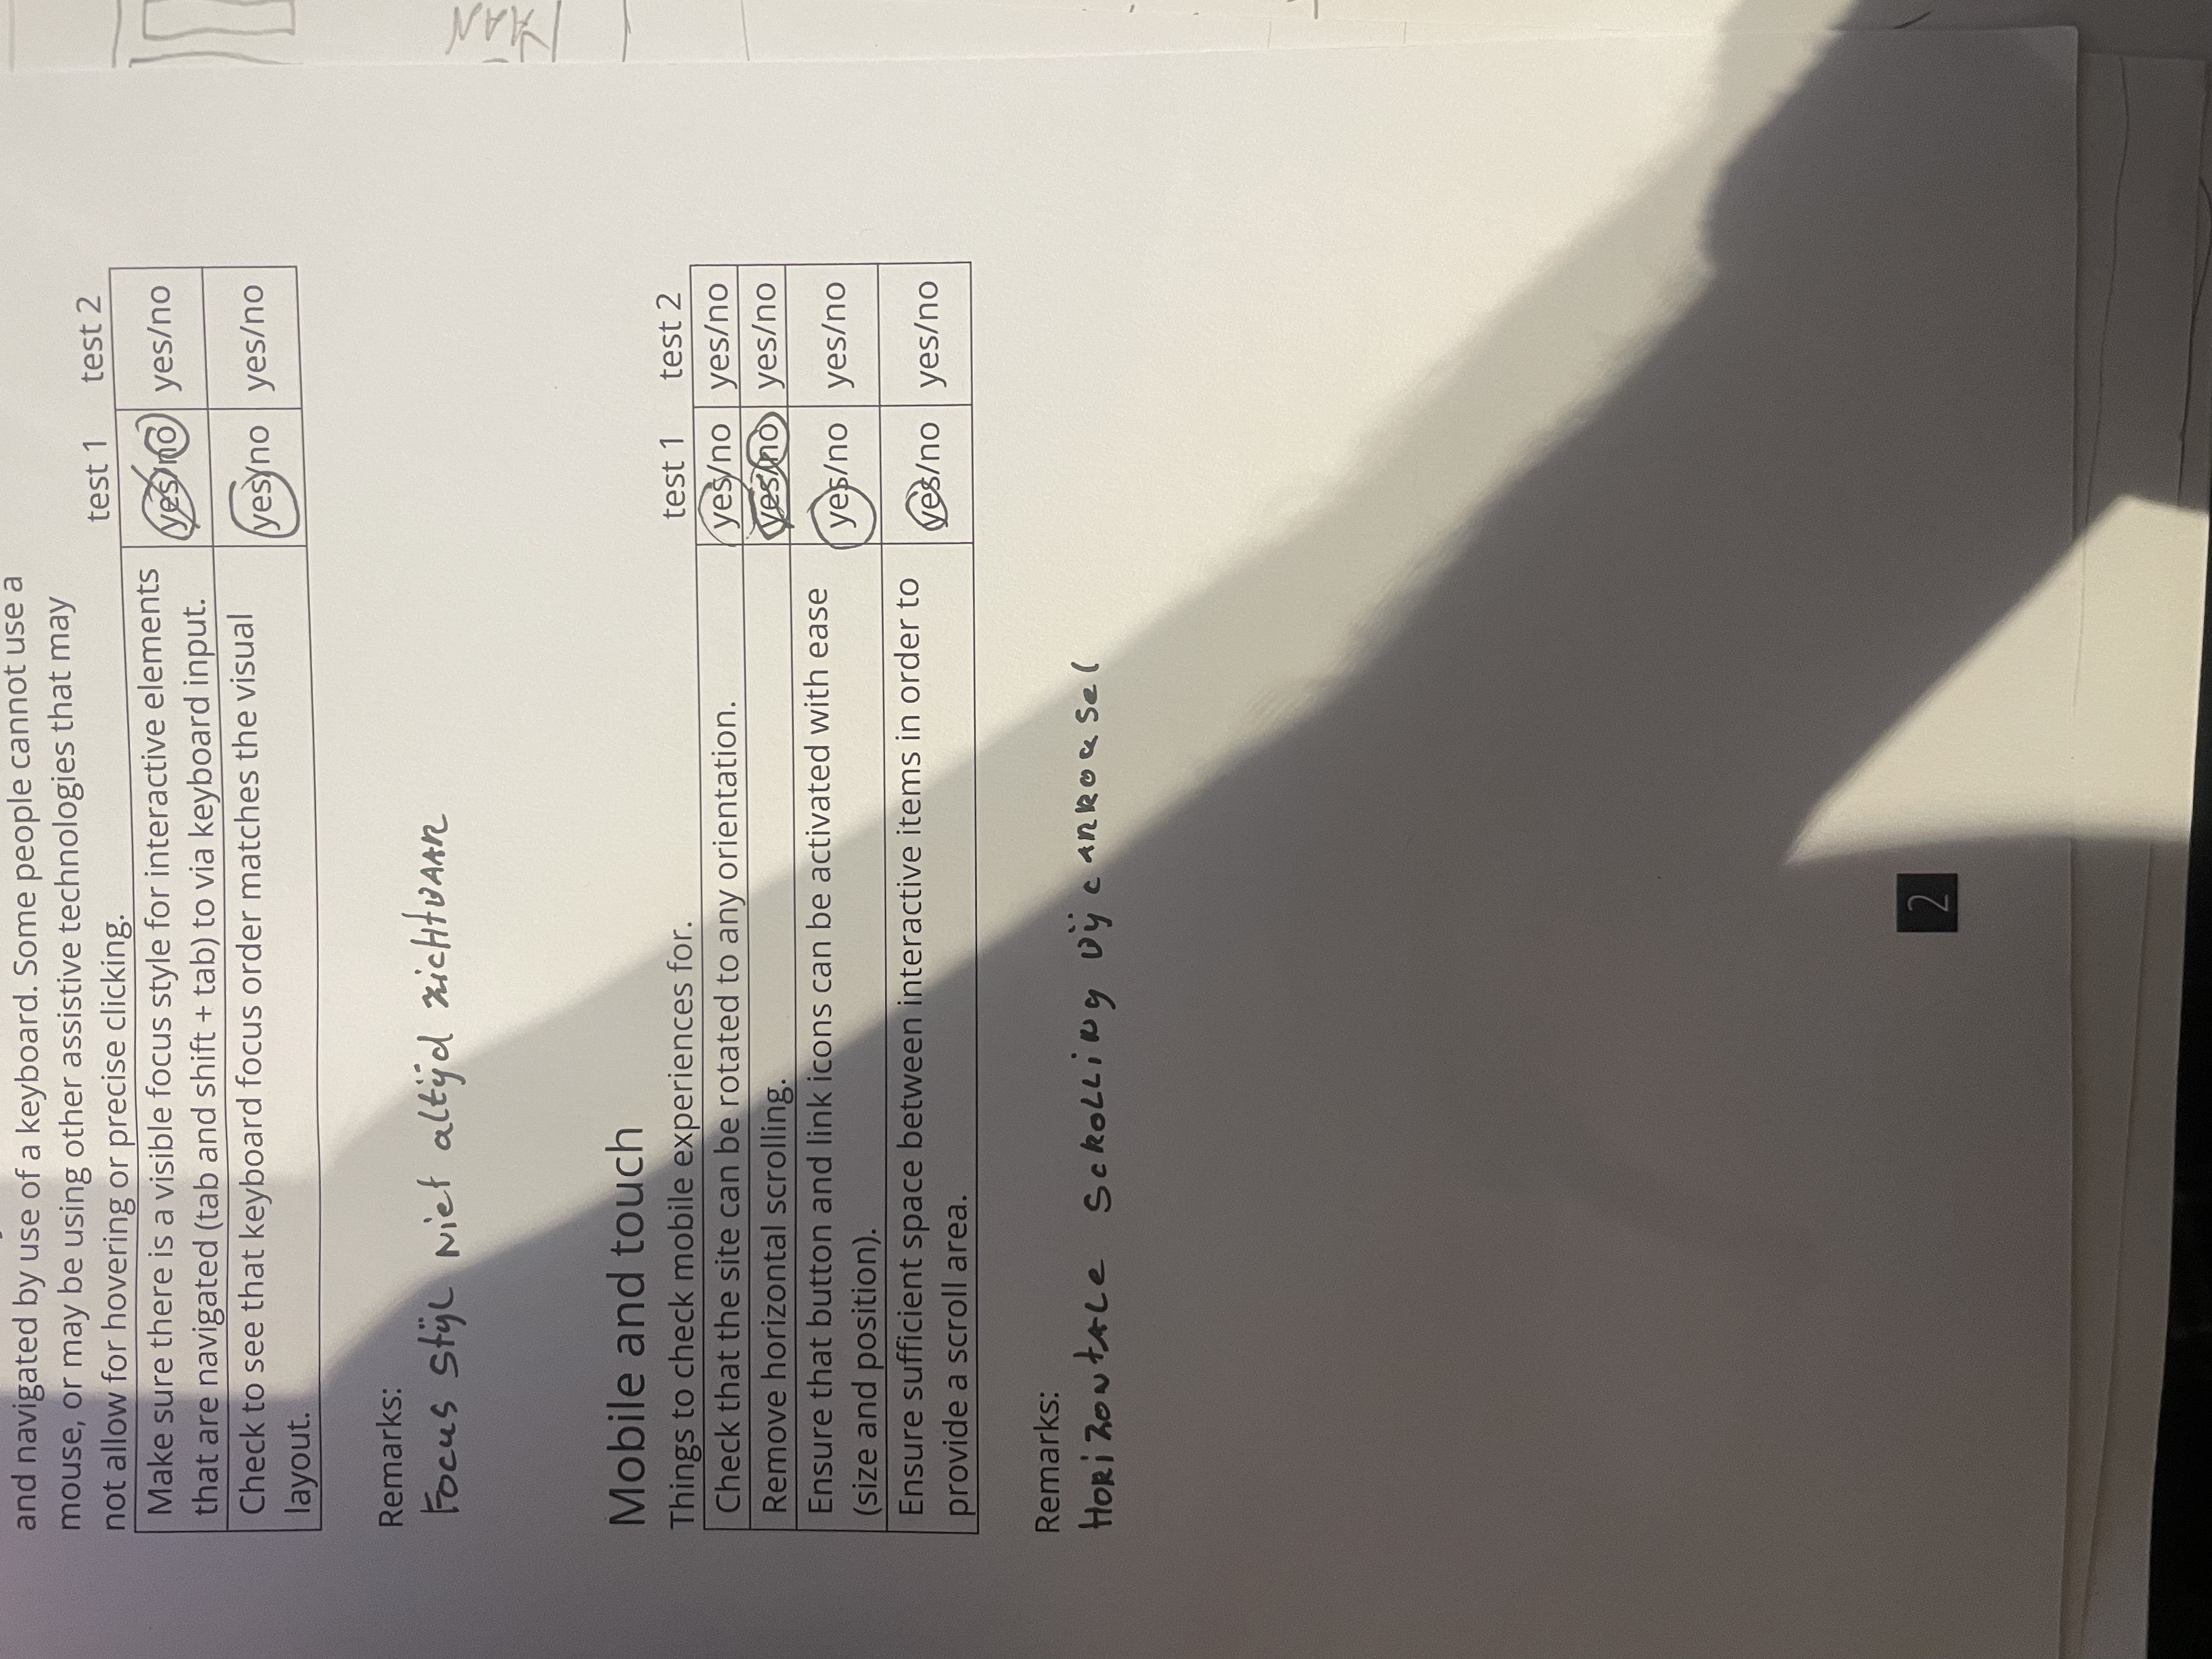 and navigated by use of a keyboard. Some people cannot use a
mouse, or may be using other assistive technologies that may
not allow for hovering or precise clicking.
test 1 test 2
Make sure there is a visible focus style for interactive elements
that are navigated (tab and shift + tab) to via keyboard input.
yes/no yes/no
Check to see that keyboard focus order matches the visual
layout.
yes/no yes/no
Remarks:
Focus stijl niet altijd zichtbaar
Mobile and touch
Things to check mobile experiences for.
test 1 test 2
Check that the site can be rotated to any orientation. yes/no yes/no
Remove horizontal scrolling. yes/no yes/no
Ensure that button and link icons can be activated with ease
(size and position).
yes/no yes/no
Ensure sufficient space between interactive items in order to
provide a scroll area.
yes/no yes/no
Remarks:
Horizontale scrolling bij carrousel
2